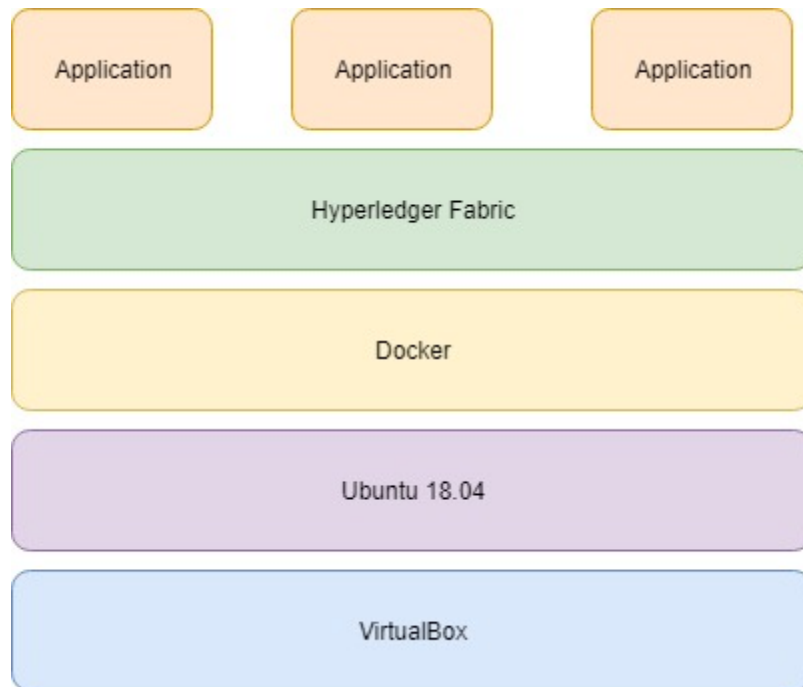 Application
Application
Application
Hyperledger Fabric
Docker
Ubuntu 18.04
VirtualBox